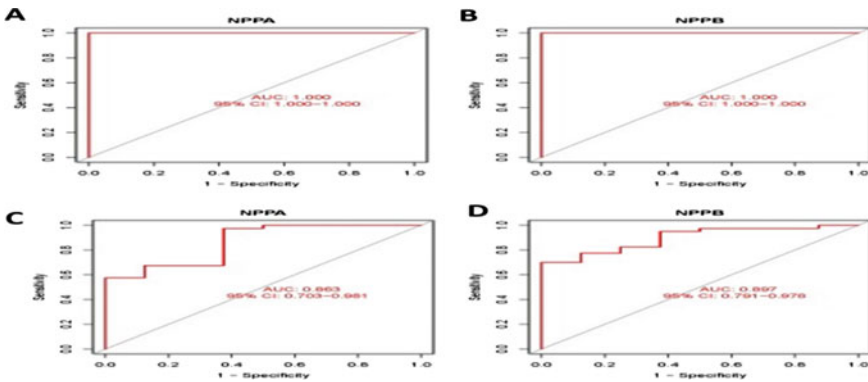 A
NPPA
Sensitivity
0.0 0.2 0.4 0.6 0.8 1.0
AUC: 1.000
95% CI: 1.000-1.000
0.0 0.2 0.4 0.6 0.8 1.0
1 - Specificity
B
NPPB
Sensitivity
0.0 0.2 0.4 0.6 0.8 1.0
AUC: 1.000
95% CI: 1.000-1.000
0.0 0.2 0.4 0.6 0.8 1.0
1 - Specificity
C
NPPA
Sensitivity
0.0 0.2 0.4 0.6 0.8 1.0
AUC: 0.863
95% CI: 0.703-0.981
0.0 0.2 0.4 0.6 0.8 1.0
1 - Specificity
D
NPPB
Sensitivity
0.0 0.2 0.4 0.6 0.8 1.0
AUC: 0.897
95% CI: 0.791-0.978
0.0 0.2 0.4 0.6 0.8 1.0
1 - Specificity